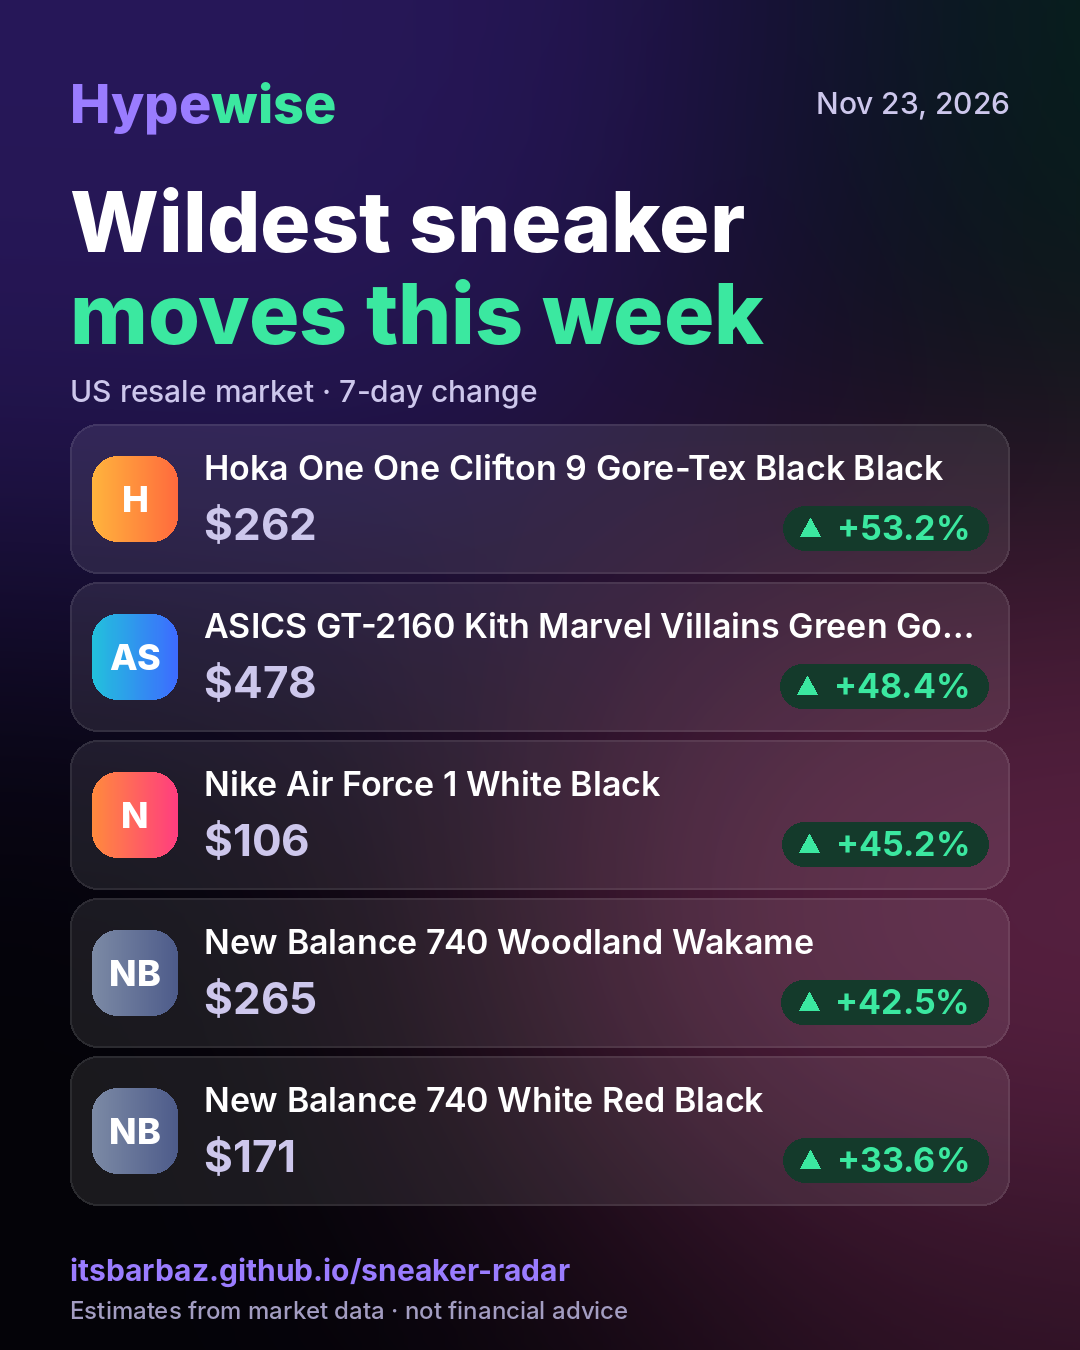 Hypewise
Nov 23, 2026
Wildest sneaker
moves this week
US resale market · 7-day change
H
Hoka One One Clifton 9 Gore-Tex Black Black
$262
▲ +53.2%
AS
ASICS GT-2160 Kith Marvel Villains Green Go...
$478
▲ +48.4%
N
Nike Air Force 1 White Black
$106
▲ +45.2%
NB
New Balance 740 Woodland Wakame
$265
▲ +42.5%
NB
New Balance 740 White Red Black
$171
▲ +33.6%
itsbarbaz.github.io/sneaker-radar
Estimates from market data · not financial advice